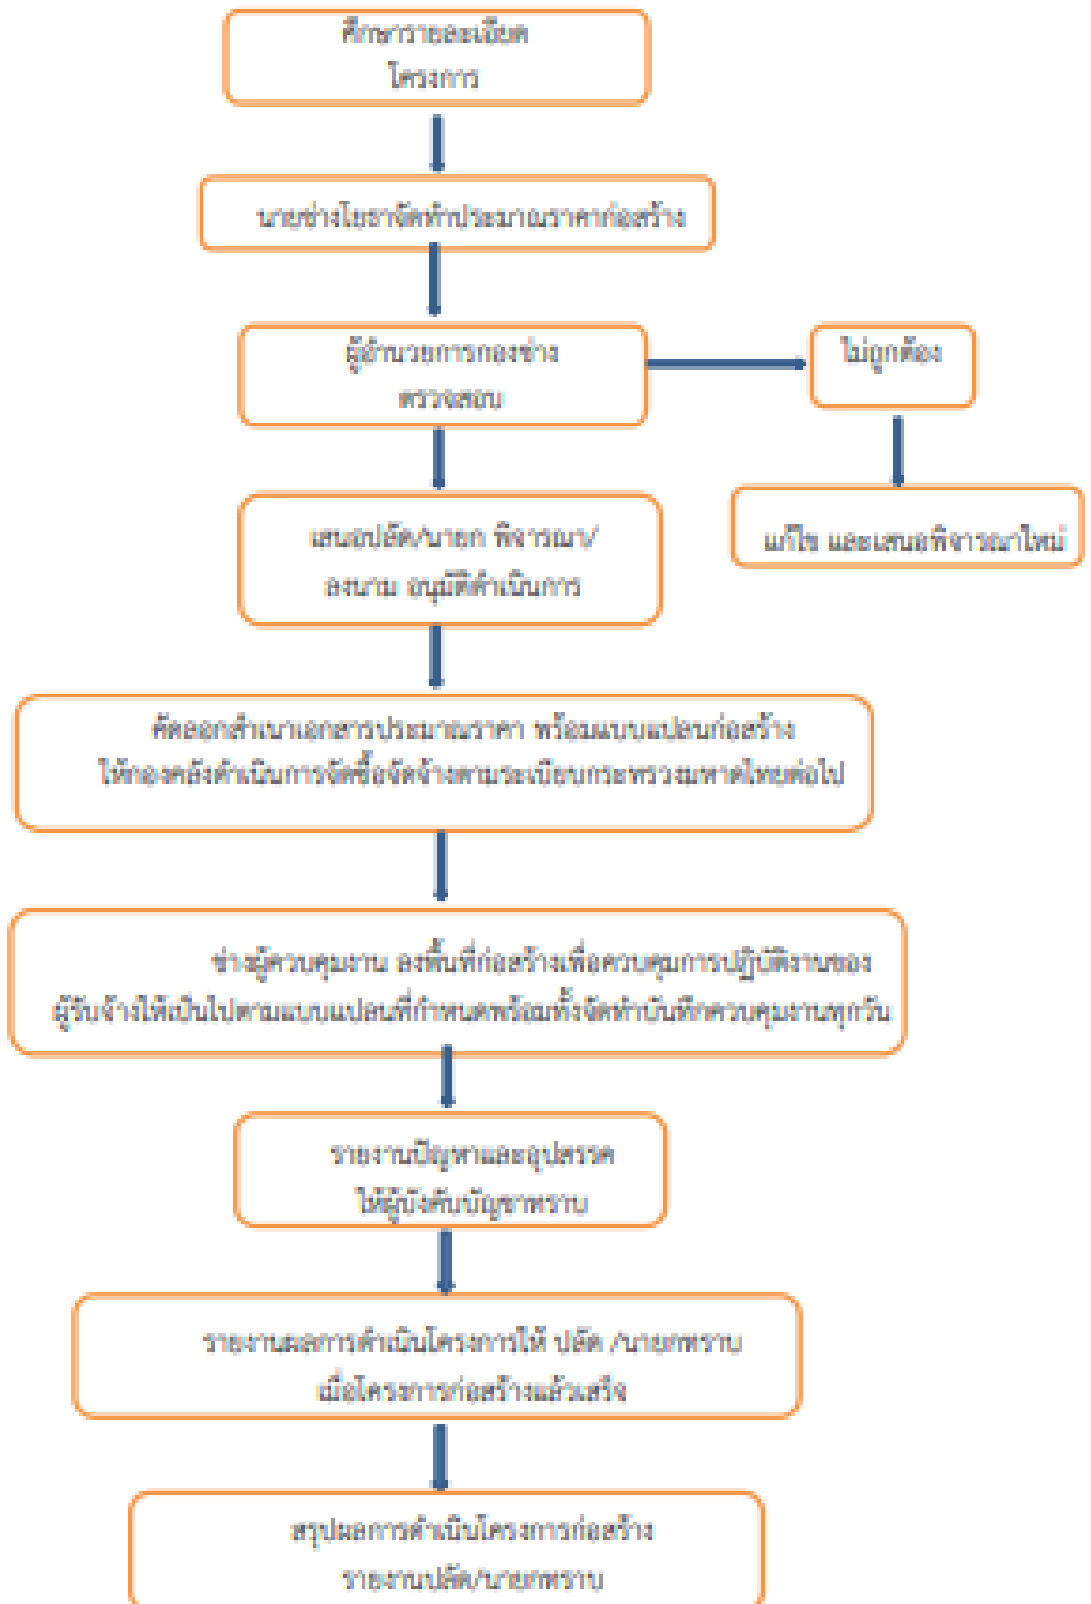 ศึกษารายละเอียด
โครงการ
นายช่างโยธาจัดทำประมาณราคาก่อสร้าง
ผู้อำนวยการกองช่าง
ตรวจสอบ
ไม่ถูกต้อง
เสนอปลัด/นายก พิจารณา/
ลงนาม อนุมัติดำเนินการ
แก้ไข และเสนอพิจารณาใหม่
คัดลอกสำเนาเอกสารประมาณราคา พร้อมแบบแปลนก่อสร้าง
ให้กองคลังดำเนินการจัดซื้อจัดจ้างตามระเบียบกระทรวงมหาดไทยต่อไป
ช่างผู้ควบคุมงาน ลงพื้นที่ก่อสร้างเพื่อควบคุมการปฏิบัติงานของ
ผู้รับจ้างให้เป็นไปตามแบบแปลนที่กำหนดพร้อมทั้งจัดทำบันทึกควบคุมงานทุกวัน
รายงานปัญหาและอุปสรรค
ให้ผู้บังคับบัญชาทราบ
รายงานผลการดำเนินโครงการให้ ปลัด /นายกทราบ
เมื่อโครงการก่อสร้างแล้วเสร็จ
สรุปผลการดำเนินโครงการก่อสร้าง
รายงานปลัด/นายกทราบ